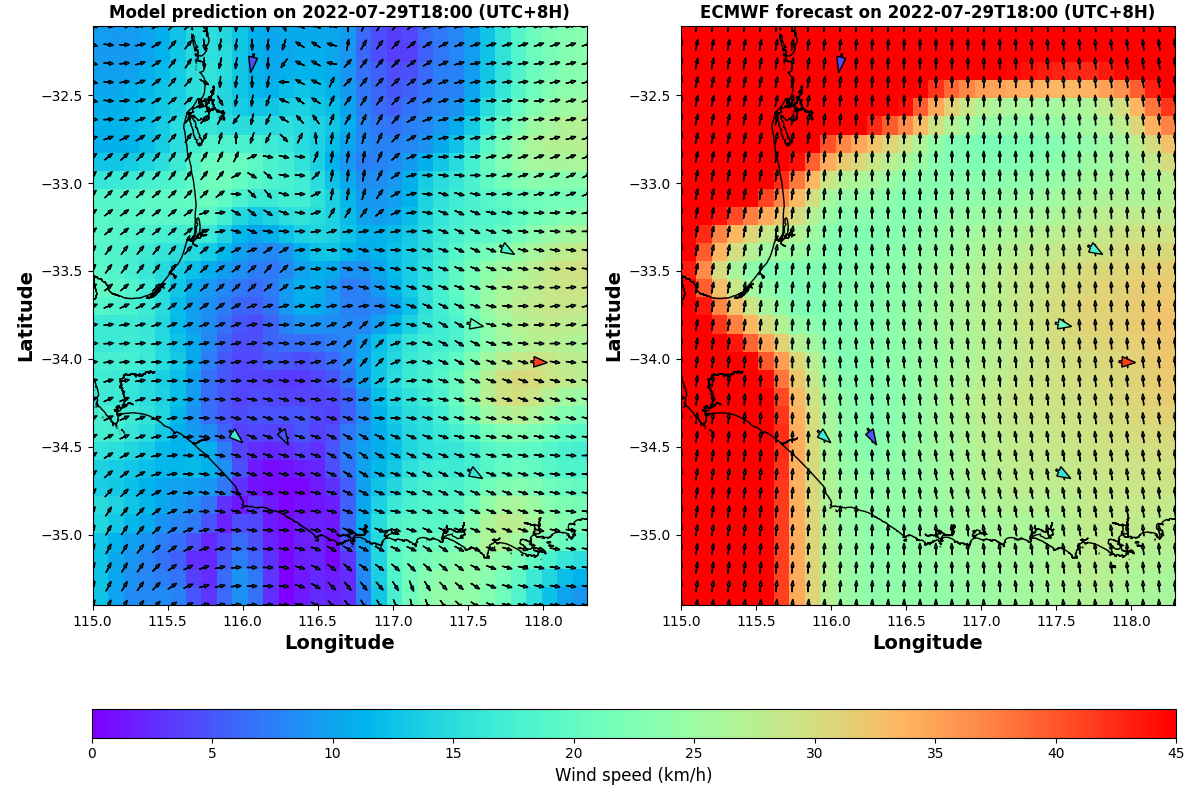 Model prediction on 2022-07-29T18:00 (UTC+8H)
ECMWF forecast on 2022-07-29T18:00 (UTC+8H)
Latitude
−32.5
−33.0
−33.5
−34.0
−34.5
−35.0
115.0 115.5 116.0 116.5 117.0 117.5 118.0
Longitude
Latitude
−32.5
−33.0
−33.5
−34.0
−34.5
−35.0
115.0 115.5 116.0 116.5 117.0 117.5 118.0
Longitude
0 5 10 15 20 25 30 35 40 45
Wind speed (km/h)